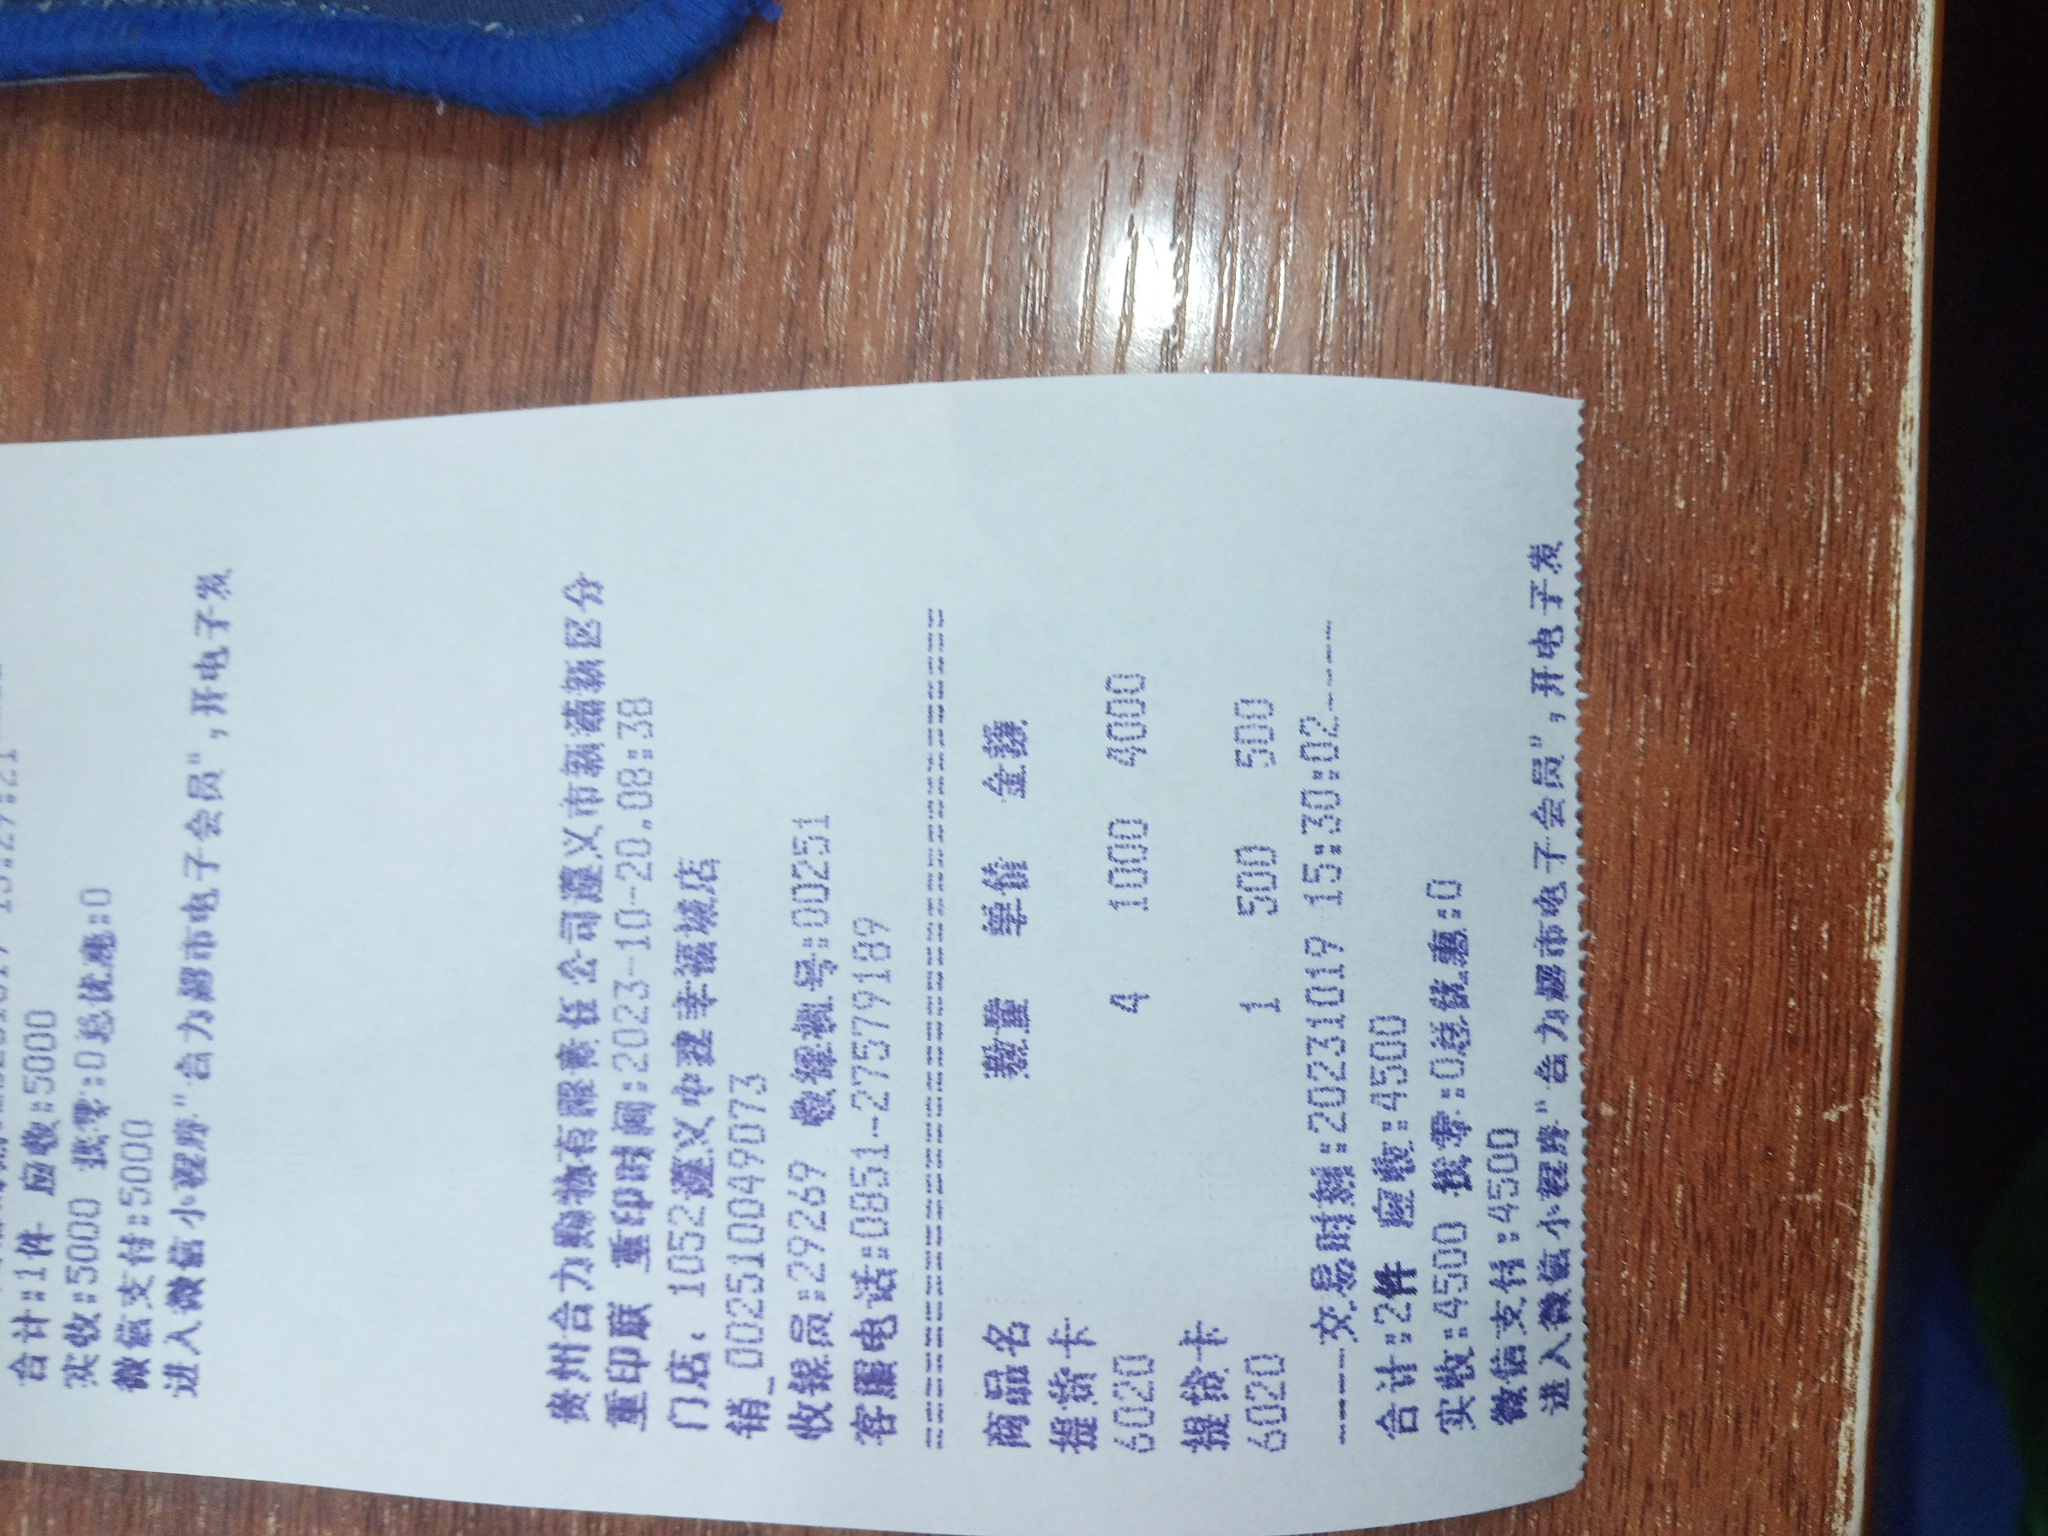 15:27:21
合计:1件 应收:5000
实收:5000 找零:0总优惠:0
微信支付:5000
进入微信小程序"合力超市电子会员",开电子发
贵州合力购物有限责任公司遵义市新蒲新区分
重印联 重印时间:2023-10-20.08:38
门店: 1052遵义中建幸福城店
销_002510049073
收银员:29269 收银机号:00251
客服电话:0851-27579189
================================
商品名 数量 单价 金额
提货卡
6020 4 1000 4000
提货卡
6020 1 500 500
-----交易时刻:20231019 15:30:02-----
合计:2件 应收:4500
实收:4500 找零:0总优惠:0
微信支付:4500
进入微信小程序"合力超市电子会员",开电子发